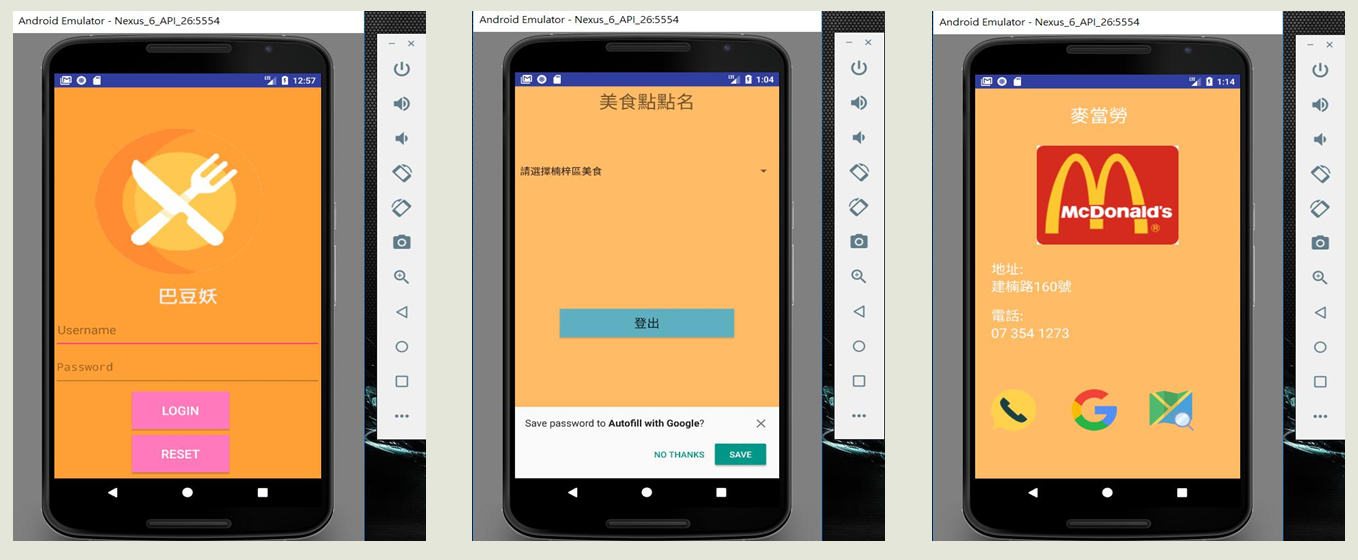 Android Emulator - Nexus_6_API_26:5554
12:57
巴豆妖
Username
Password
LOGIN
RESET
Android Emulator - Nexus_6_API_26:5554
1:04
美食點點名
請選擇楠梓區美食
登出
Save password to Autofill with Google?
NO THANKS
SAVE
Android Emulator - Nexus_6_API_26:5554
1:14
麥當勞
McDonald's
®
地址:
建楠路160號
電話:
07 354 1273